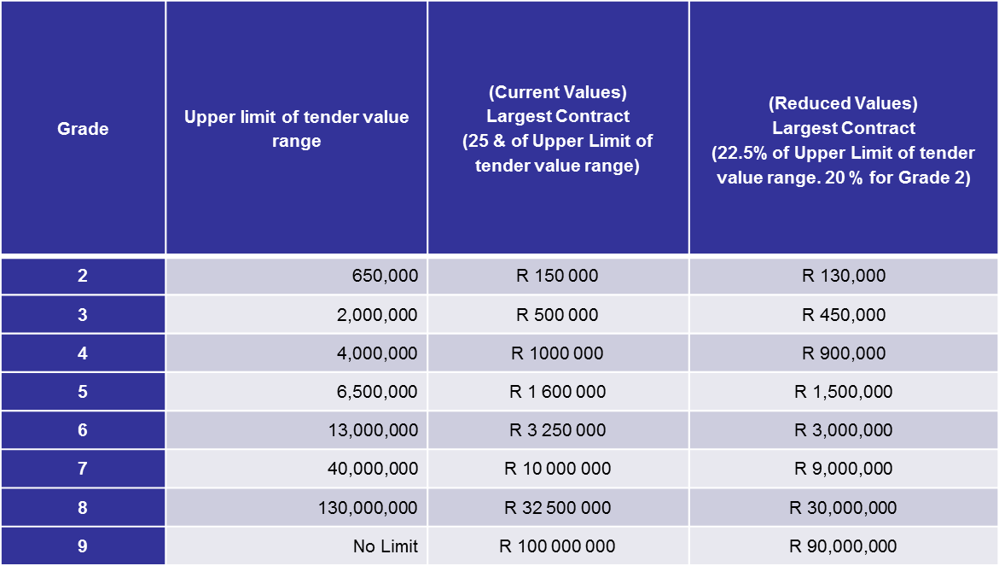 Grade
Upper limit of tender value
range
(Current Values)
Largest Contract
(25 & of Upper Limit of
tender value range)
(Reduced Values)
Largest Contract
(22.5% of Upper Limit of tender
value range. 20 % for Grade 2)
2 650,000 R 150 000 R 130,000
3 2,000,000 R 500 000 R 450,000
4 4,000,000 R 1000 000 R 900,000
5 6,500,000 R 1 600 000 R 1,500,000
6 13,000,000 R 3 250 000 R 3,000,000
7 40,000,000 R 10 000 000 R 9,000,000
8 130,000,000 R 32 500 000 R 30,000,000
9 No Limit R 100 000 000 R 90,000,000